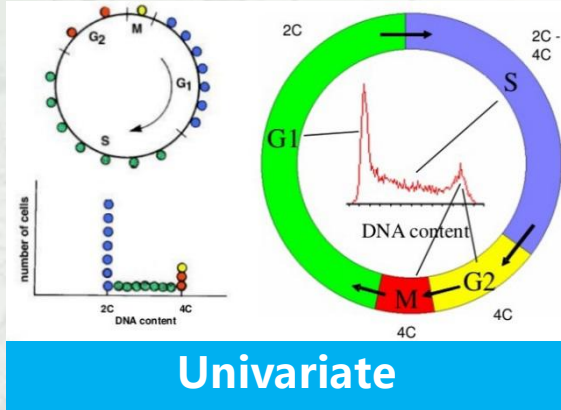 M
G2
G1
S
number of cells
2C
4C
DNA content
2C
2C -
4C
S
G1
DNA content
M
G2
4C
4C
Univariate